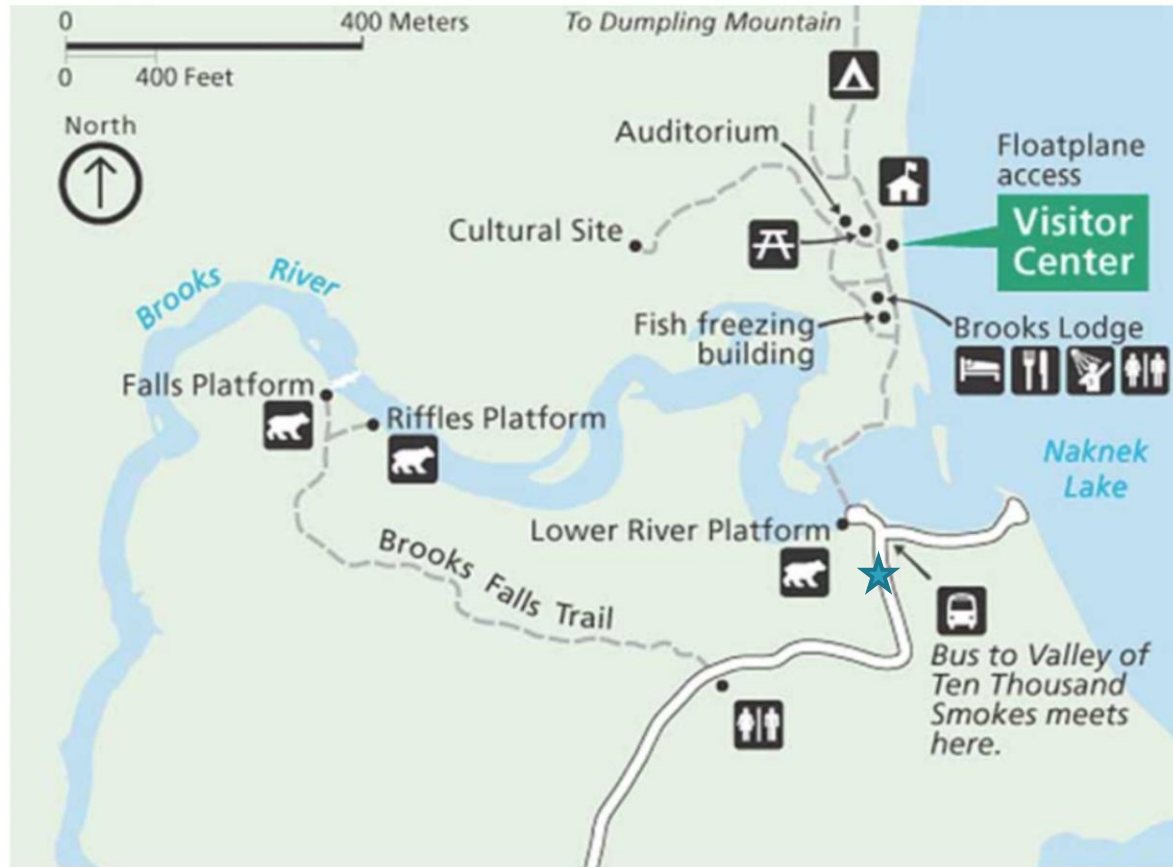 0 400 Meters
0 400 Feet
To Dumpling Mountain
North
Auditorium
Floatplane
access
Visitor
Center
Cultural Site
Brooks River
Fish freezing
building
Brooks Lodge
Falls Platform
Riffles Platform
Naknek
Lake
Lower River Platform
Brooks Falls Trail
Bus to Valley of
Ten Thousand
Smokes meets
here.